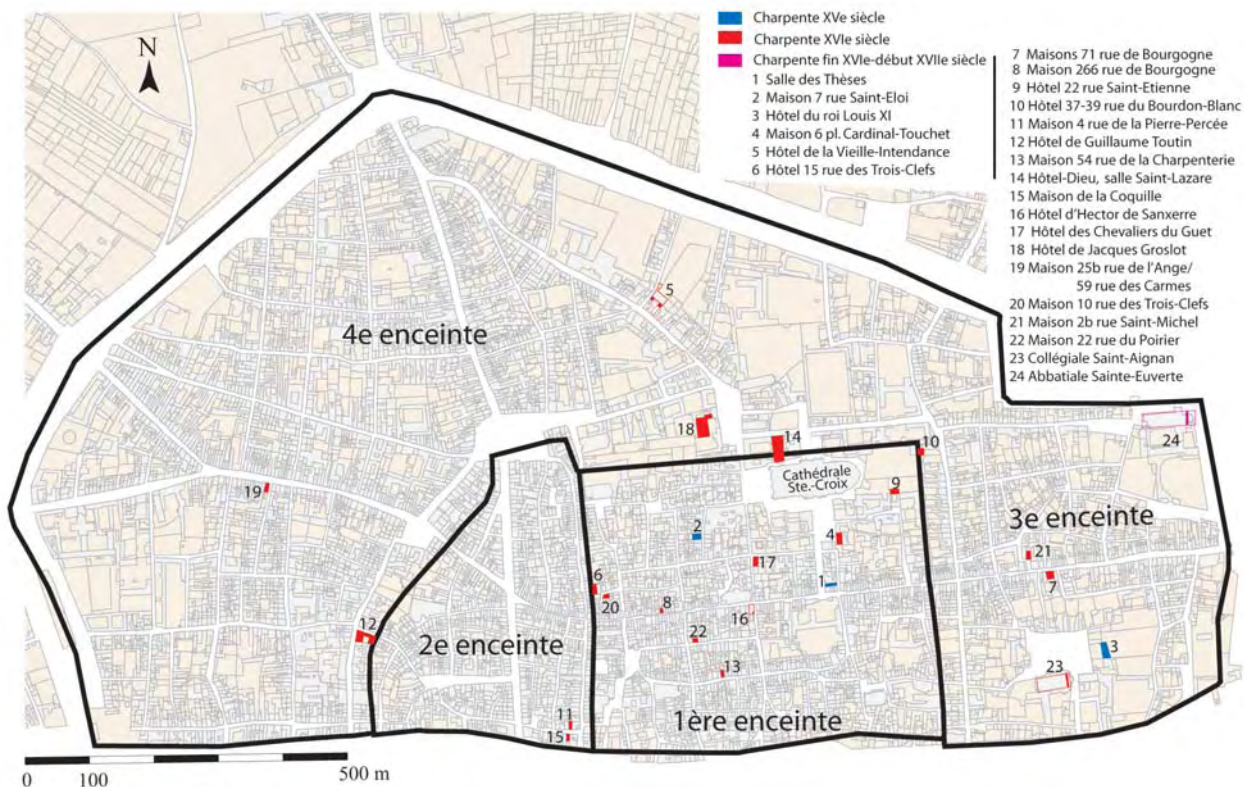 N
Charpente XVe siècle
Charpente XVIe siècle
Charpente fin XVIe-début XVIIe siècle
1 Salle des Thèses
2 Maison 7 rue Saint-Eloi
3 Hôtel du roi Louis XI
4 Maison 6 pl. Cardinal-Touchet
5 Hôtel de la Vieille-Intendance
6 Hôtel 15 rue des Trois-Clefs
7 Maisons 71 rue de Bourgogne
8 Maison 266 rue de Bourgogne
9 Hôtel 22 rue Saint-Etienne
10 Hôtel 37-39 rue du Bourdon-Blanc
11 Maison 4 rue de la Pierre-Percée
12 Hôtel de Guillaume Toutin
13 Maison 54 rue de la Charpenterie
14 Hôtel-Dieu, salle Saint-Lazare
15 Maison de la Coquille
16 Hôtel d'Hector de Sanxerre
17 Hôtel des Chevaliers du Guet
18 Hôtel de Jacques Groslot
19 Maison 25b rue de l'Ange/
59 rue des Carmes
20 Maison 10 rue des Trois-Clefs
21 Maison 2b rue Saint-Michel
22 Maison 22 rue du Poirier
23 Collégiale Saint-Aignan
24 Abbatiale Sainte-Euverte
5
4e enceinte
18
14
10
24
Cathédrale
Ste.-Croix
19
9
3e enceinte
2
4
21
17
7
6
1
20
8
16
12
22
2e enceinte
3
13
23
11
1ère enceinte
15
0 100 500 m